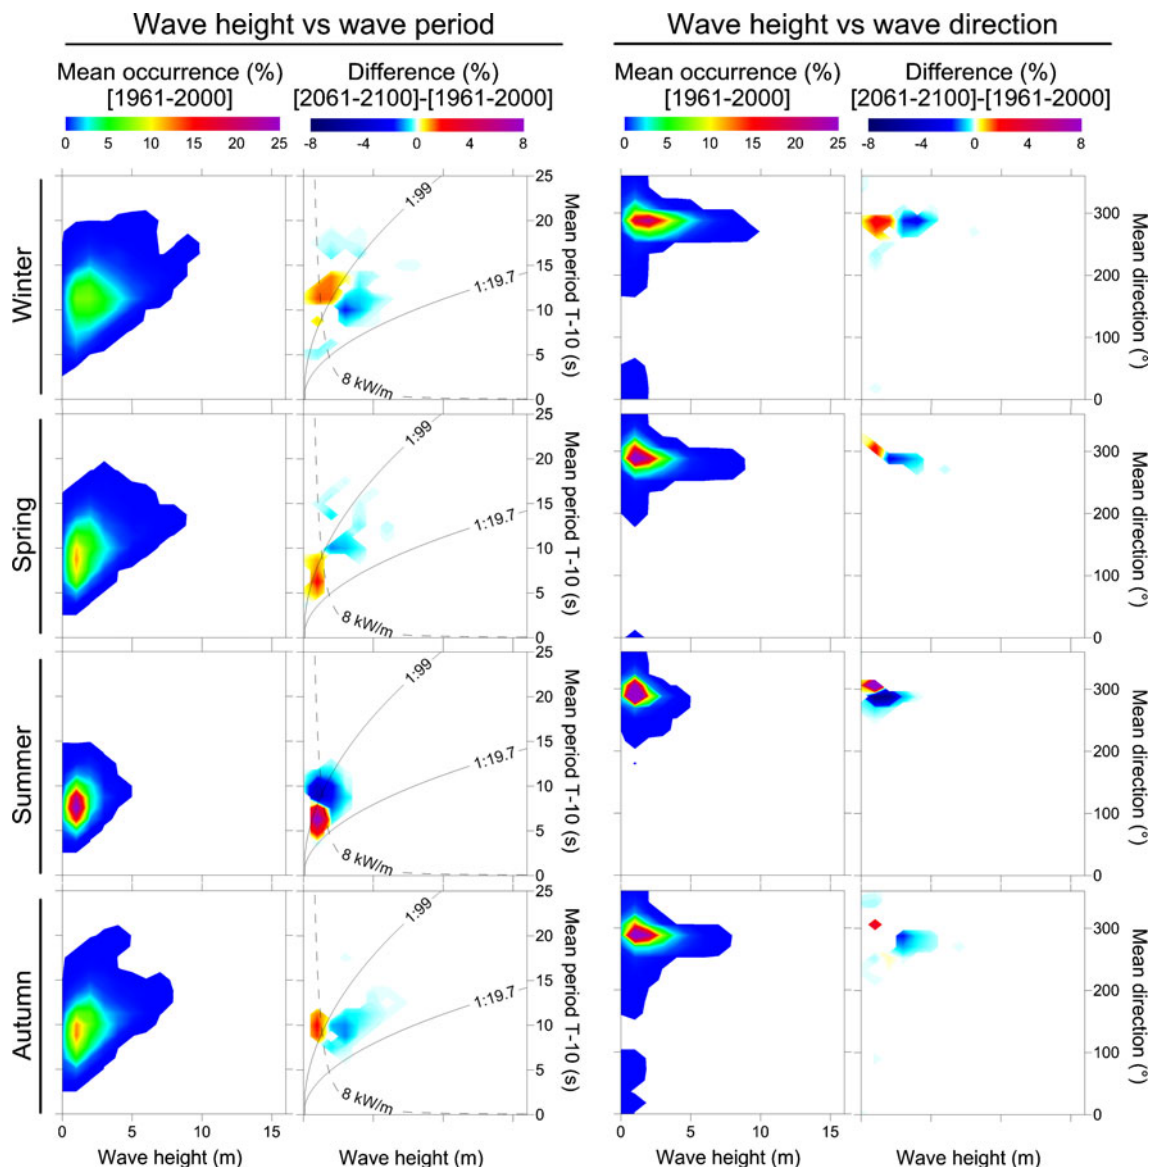 Wave height vs wave period
Wave height vs wave direction
Mean occurrence (%)
[1961-2000]
Difference (%)
[2061-2100]-[1961-2000]
Mean occurrence (%)
[1961-2000]
Difference (%)
[2061-2100]-[1961-2000]
0 5 10 15 20 25
-8 -4 0 4 8
0 5 10 15 20 25
-8 -4 0 4 8
Winter
1:99
1:19.7
8 kW/m
25
20
15
10
5
0
Mean period T-10 (s)
300
200
100
0
Mean direction (°)
Spring
1:99
1:19.7
8 kW/m
25
20
15
10
5
0
Mean period T-10 (s)
300
200
100
0
Mean direction (°)
Summer
1:99
1:19.7
8 kW/m
25
20
15
10
5
0
Mean period T-10 (s)
300
200
100
0
Mean direction (°)
Autumn
1:99
1:19.7
8 kW/m
25
20
15
10
5
0
Mean period T-10 (s)
300
200
100
0
Mean direction (°)
0 5 10 15
0 5 10 15
0 5 10 15
0 5 10 15
Wave height (m)
Wave height (m)
Wave height (m)
Wave height (m)